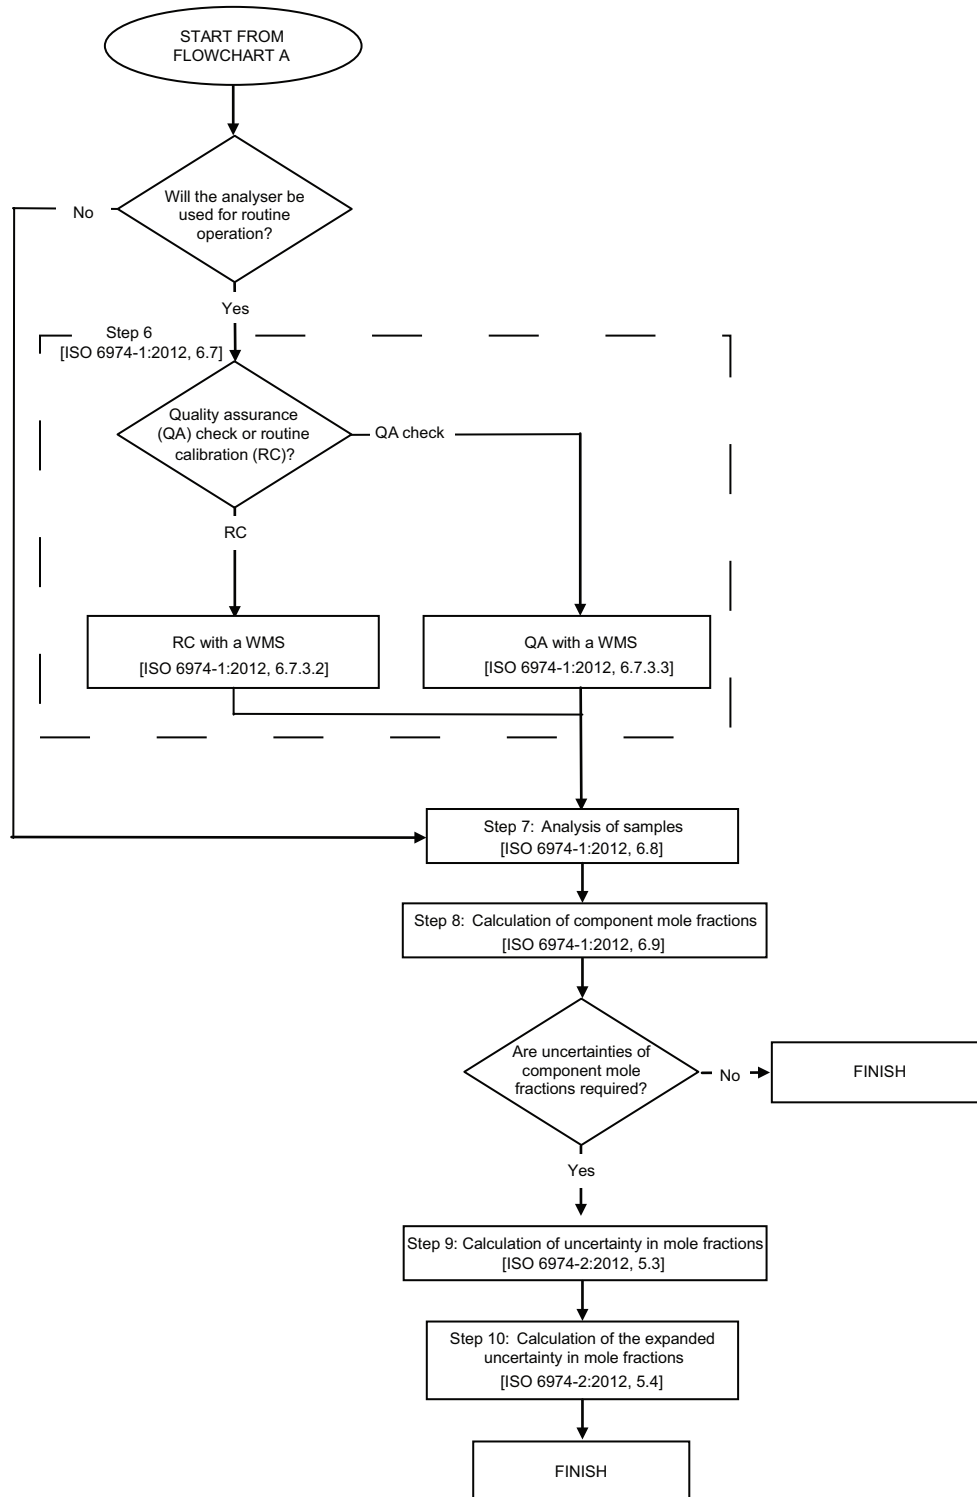 START FROM
FLOWCHART A
Will the analyser be
used for routine
operation?
No
Yes
Step 6
[ISO 6974-1:2012, 6.7]
Quality assurance
(QA) check or routine
calibration (RC)?
QA check
RC
RC with a WMS
[ISO 6974-1:2012, 6.7.3.2]
QA with a WMS
[ISO 6974-1:2012, 6.7.3.3]
Step 7: Analysis of samples
[ISO 6974-1:2012, 6.8]
Step 8: Calculation of component mole fractions
[ISO 6974-1:2012, 6.9]
Are uncertainties of
component mole
fractions required?
No
FINISH
Yes
Step 9: Calculation of uncertainty in mole fractions
[ISO 6974-2:2012, 5.3]
Step 10: Calculation of the expanded
uncertainty in mole fractions
[ISO 6974-2:2012, 5.4]
FINISH